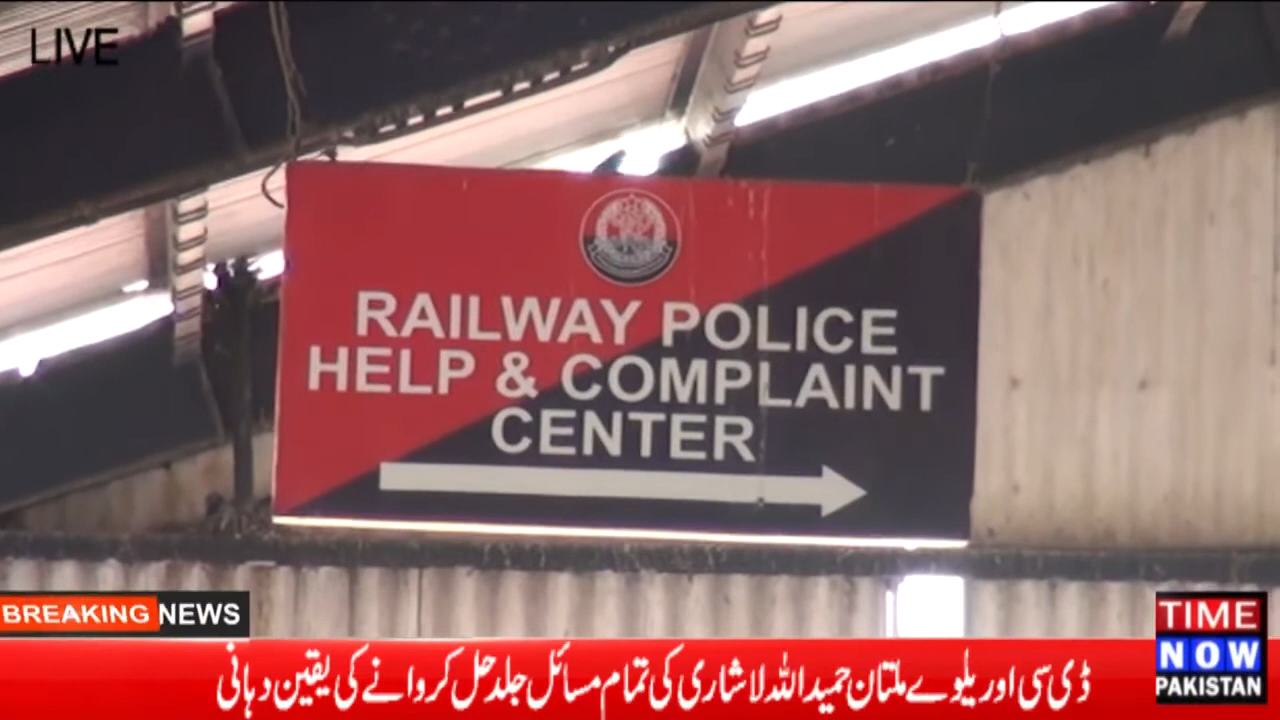 LIVE
RAILWAY POLICE
HELP & COMPLAINT
CENTER
BREAKING NEWS
TIME
NOW
PAKISTAN
ڈی سی اور یلوے ملتان حمید اللہ لاشاری کی تمام مسائل جلد حل کروانے کی یقین دہانی